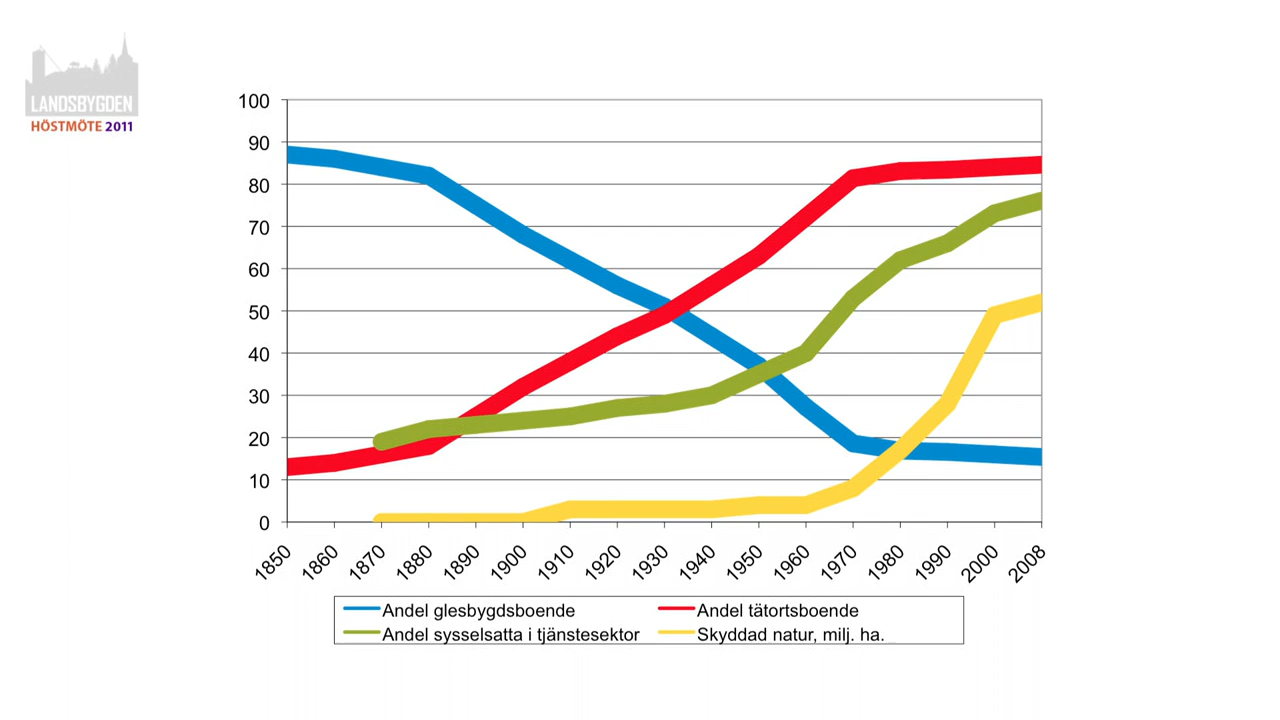 LANDSBYGDEN
HÖSTMÖTE 2011
100
90
80
70
60
50
40
30
20
10
0
1850 1860 1870 1880 1890 1900 1910 1920 1930 1940 1950 1960 1970 1980 1990 2000 2008
Andel glesbygdsboende Andel tätortsboende
Andel sysselsatta i tjänstesektor Skyddad natur, milj. ha.